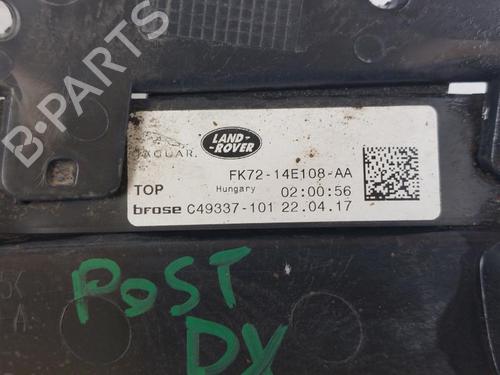 B-PARTS
JAGUAR
LAND-ROVER
FK72-14E108-AA
TOP Hungary 02:00:56
brose C49337-101 22.04.17
POST
DX